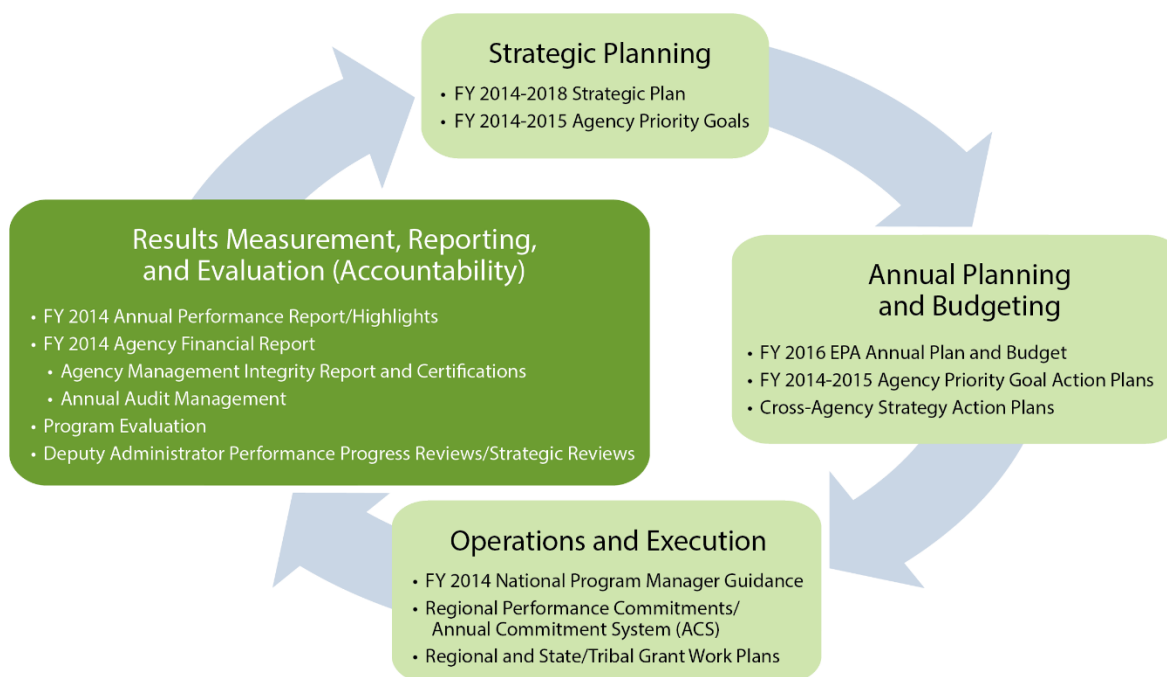 Strategic Planning
• FY 2014-2018 Strategic Plan
• FY 2014-2015 Agency Priority Goals
Annual Planning
and Budgeting
• FY 2016 EPA Annual Plan and Budget
• FY 2014-2015 Agency Priority Goal Action Plans
• Cross-Agency Strategy Action Plans
Operations and Execution
• FY 2014 National Program Manager Guidance
• Regional Performance Commitments/
Annual Commitment System (ACS)
• Regional and State/Tribal Grant Work Plans
Results Measurement, Reporting,
and Evaluation (Accountability)
• FY 2014 Annual Performance Report/Highlights
• FY 2014 Agency Financial Report
• Agency Management Integrity Report and Certifications
• Annual Audit Management
• Program Evaluation
• Deputy Administrator Performance Progress Reviews/Strategic Reviews